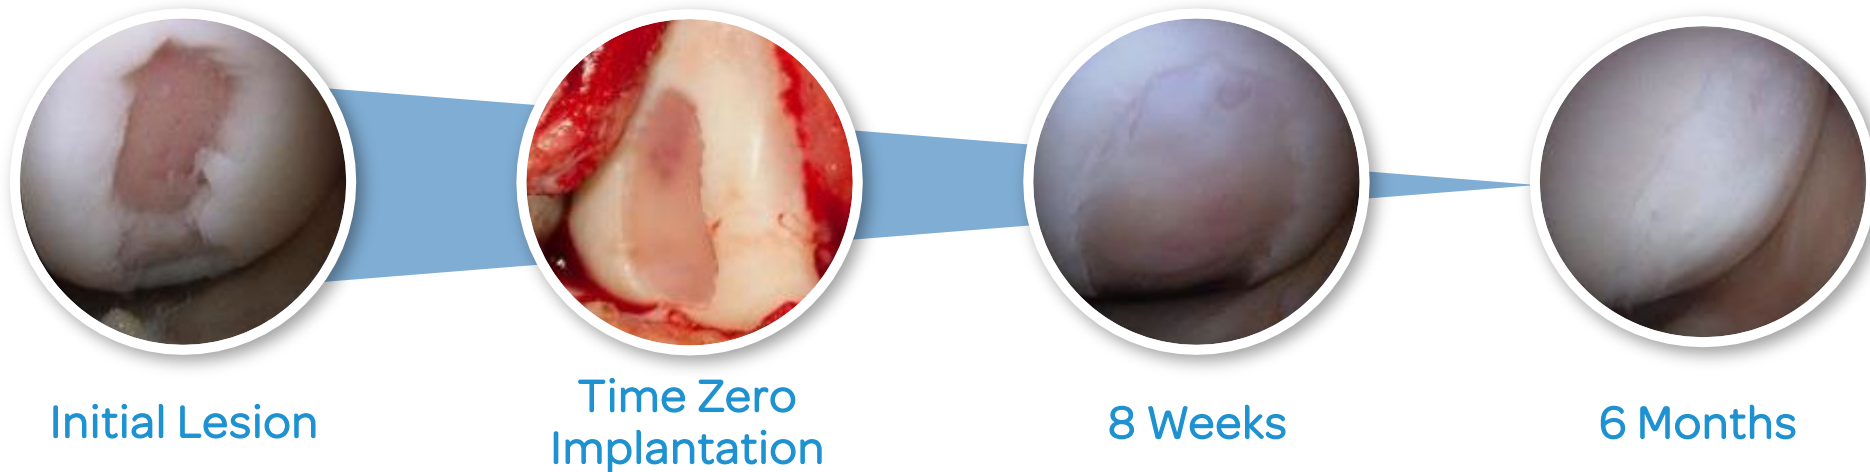 Initial Lesion
Time Zero
Implantation
8 Weeks
6 Months